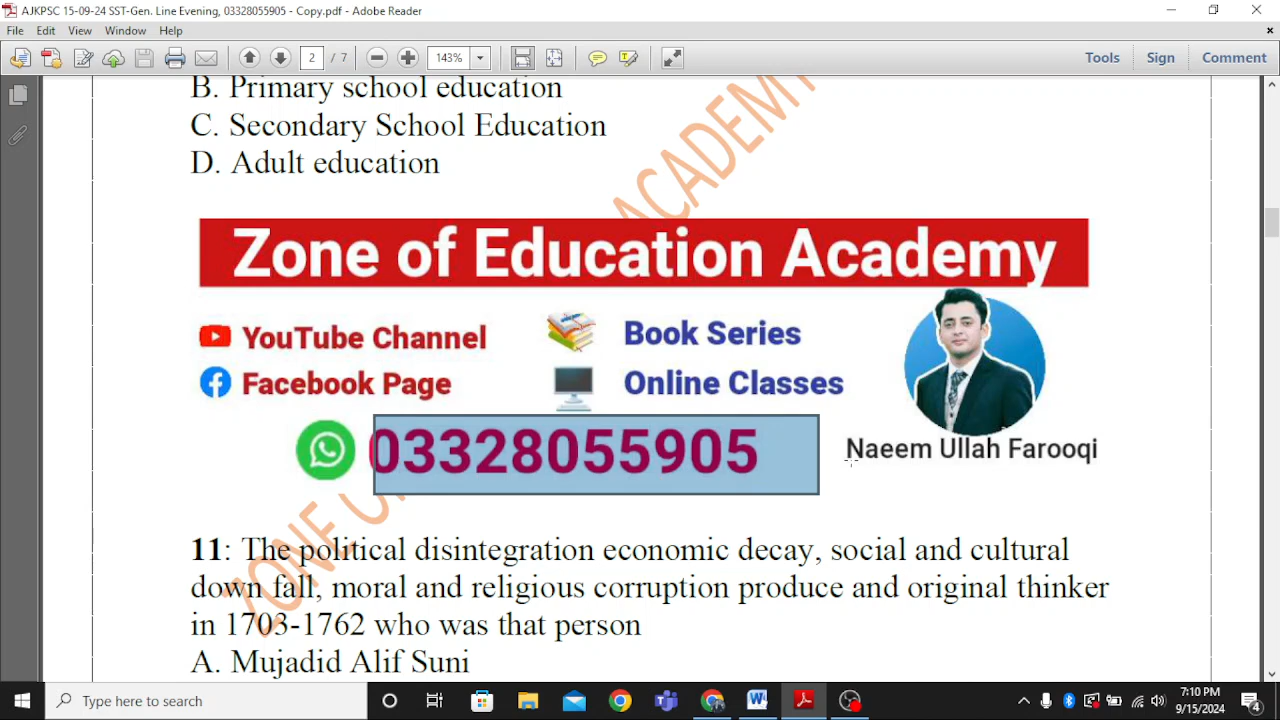 AJKPSC 15-09-24 SST-Gen. Line Evening, 03328055905 - Copy.pdf - Adobe Reader
File Edit View Window Help
2 / 7 143% Tools Sign Comment
B. Primary school education
C. Secondary School Education
D. Adult education
ACADEMY
Zone of Education Academy
YouTube Channel
Book Series
Facebook Page
Online Classes
03328055905
Naeem Ullah Farooqi
ZONE OF
11: The political disintegration economic decay, social and cultural
down fall, moral and religious corruption produce and original thinker
in 1703-1762 who was that person
A. Mujadid Alif Suni
Type here to search
7:10 PM
9/15/2024
4